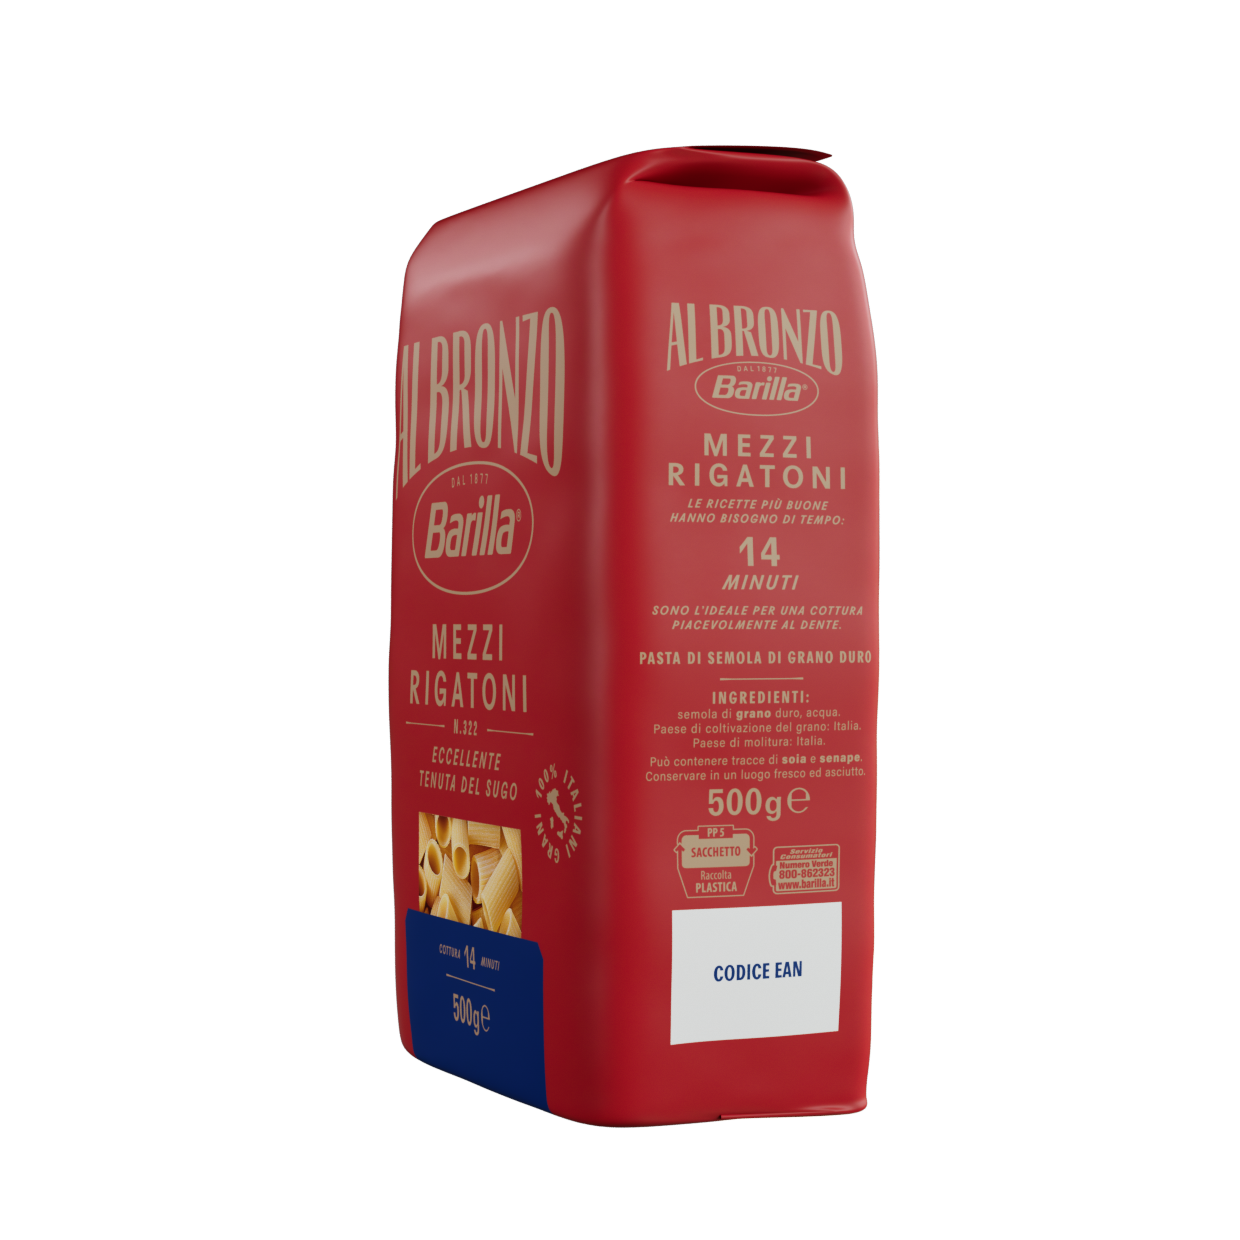 AL BRONZO
DAL 1877
Barilla®
MEZZI
RIGATONI
N.322
ECCELLENTE
TENUTA DEL SUGO
100% ITALIANI GRANI
COTTURA 14 MINUTI
500g℮
AL BRONZO
DAL 1877
Barilla®
MEZZI
RIGATONI
LE RICETTE PIÙ BUONE
HANNO BISOGNO DI TEMPO:
14
MINUTI
SONO L'IDEALE PER UNA COTTURA
PIACEVOLMENTE AL DENTE.
PASTA DI SEMOLA DI GRANO DURO
INGREDIENTI:
semola di grano duro, acqua.
Paese di coltivazione del grano: Italia.
Paese di molitura: Italia.
Può contenere tracce di soia e senape.
Conservare in un luogo fresco ed asciutto.
500g℮
PP 5
SACCHETTO
Raccolta
PLASTICA
Servizio
Consumatori
Numero Verde
800-862323
www.barilla.it
CODICE EAN